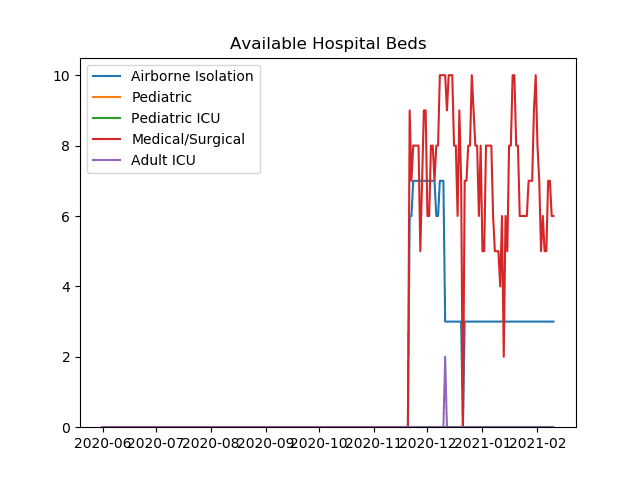 Available Hospital Beds
10
8
6
4
2
0
Airborne Isolation
Pediatric
Pediatric ICU
Medical/Surgical
Adult ICU
2020-06 2020-07 2020-08 2020-09 2020-10 2020-11 2020-12 2021-01 2021-02